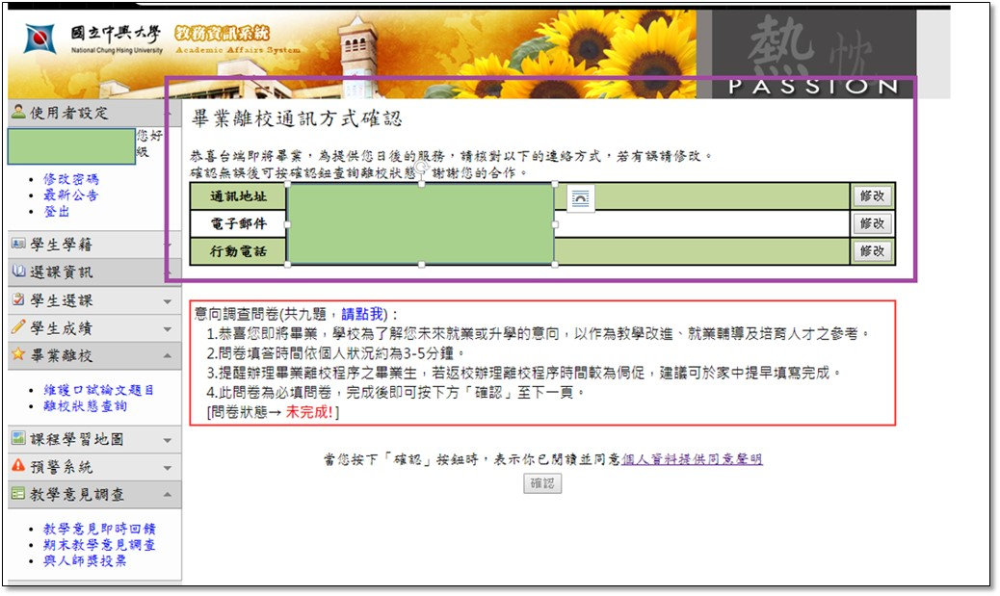 國立中興大學
National Chung Hsing University
教務資訊系統
Academic Affairs System
熱忱
PASSION
使用者設定
您好
級
修改密碼
最新公告
登出
學生學籍
選課資訊
學生選課
學生成績
畢業離校
維護口試論文題目
離校狀態查詢
課程學習地圖
預警系統
教學意見調查
教學意見即時回饋
期末教學意見調查
興人師獎投票
畢業離校通訊方式確認
恭喜台端即將畢業，為提供您日後的服務，請核對以下的連絡方式，若有誤請修改。
確認無誤後可按確認鈕查詢離校狀態，謝謝您的合作。
通訊地址 修改
電子郵件 修改
行動電話 修改
意向調查問卷(共九題，請點我)：
1.恭喜您即將畢業，學校為了解您未來就業或升學的意向，以作為教學改進、就業輔導及培育人才之參考。
2.問卷填答時間依個人狀況約為3-5分鐘。
3.提醒辦理畢業離校程序之畢業生，若返校辦理離校程序時間較為侷促，建議可於家中提早填寫完成。
4.此問卷為必填問卷，完成後即可按下方「確認」至下一頁。
[問卷狀態→ 未完成! ]
當您按下「確認」按鈕時，表示你已閱讀並同意個人資料提供同意聲明
確認